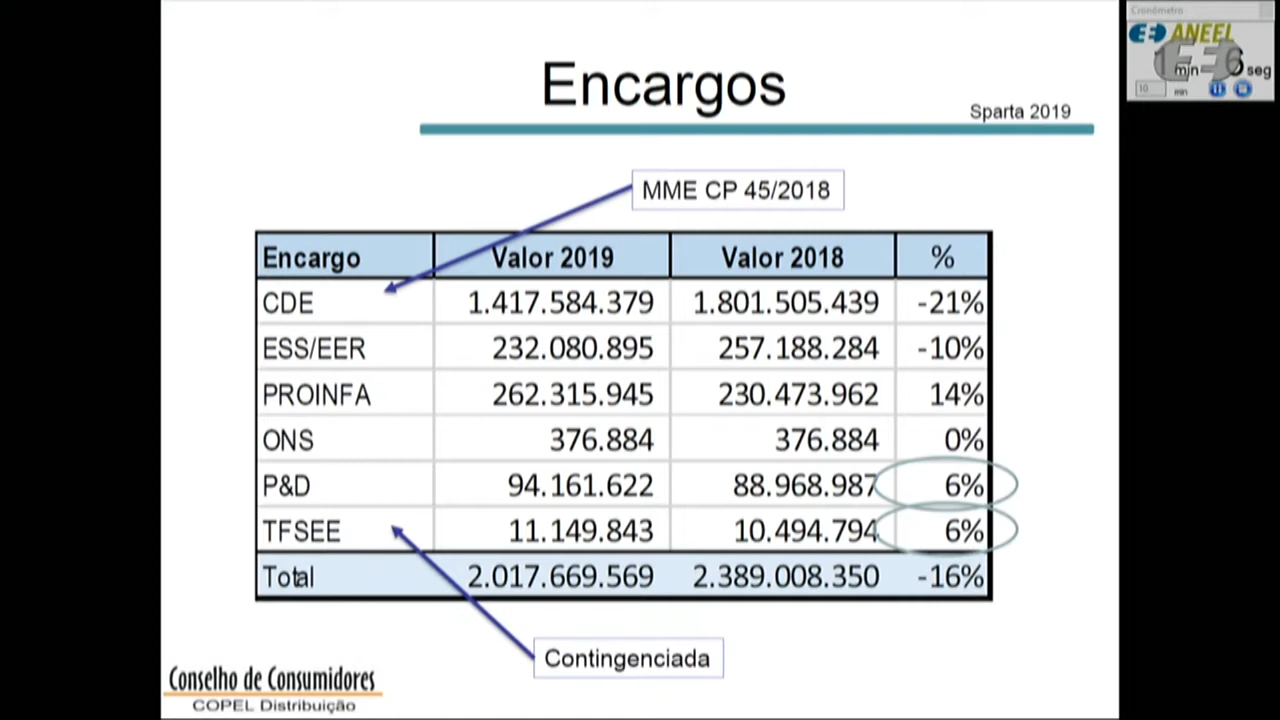 Encargos
Sparta 2019
MME CP 45/2018
Encargo Valor 2019 Valor 2018 %
CDE 1.417.584.379 1.801.505.439 -21%
ESS/EER 232.080.895 257.188.284 -10%
PROINFA 262.315.945 230.473.962 14%
ONS 376.884 376.884 0%
P&D 94.161.622 88.968.987 6%
TFSEE 11.149.843 10.494.794 6%
Total 2.017.669.569 2.389.008.350 -16%
Contingenciada
Conselho de Consumidores
COPEL Distribuição
Cronômetro
ANEEL
min seg
10 min